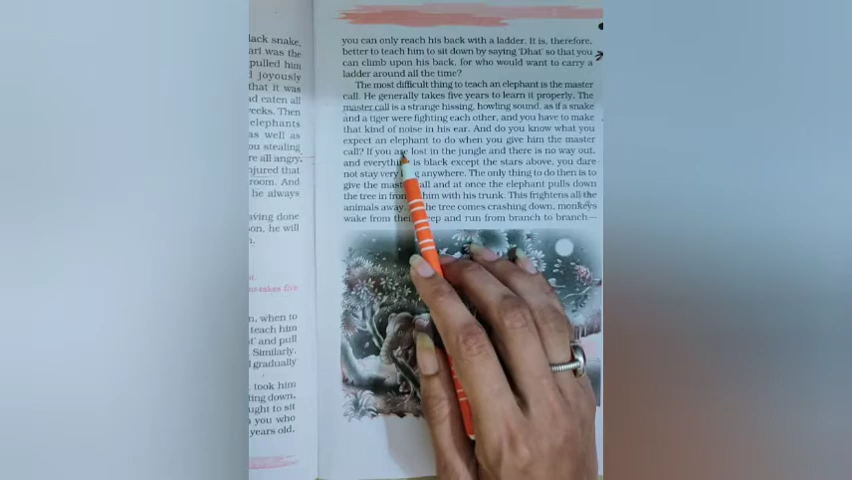 lack snake,
ari was the
pulled him
joyously
that it was
ad eaten all
eeks. Then
elephants
as well as
ou stealing
re all angry.
njured that
room. And
he always
aving done
on, he will
takes five
n, when to
teach him
and pull
Similarly,
gradually
took him
ting down,
ught to sit
you who
years old.
you can only reach his back with a ladder. It is, therefore,
better to teach him to sit down by saying 'Dhat' so that you
can climb upon his back, for who would want to carry a
ladder around all the time?
The most difficult thing to teach an elephant is the master
call. He generally takes five years to learn it properly. The
master call is a strange hissing, howling sound, as if a snake
and a tiger were fighting each other, and you have to make
that kind of noise in his ear. And do you know what you
expect an elephant to do when you give him the master
call? If you are lost in the jungle and there is no way out,
and everything is black except the stars above, you dare
not stay very long anywhere. The only thing to do then is to
give the master call and at once the elephant pulls down
the tree in front him with his trunk. This frightens all the
animals away. he tree comes crashing down, monkeys
wake from their ep and run from branch to branch—